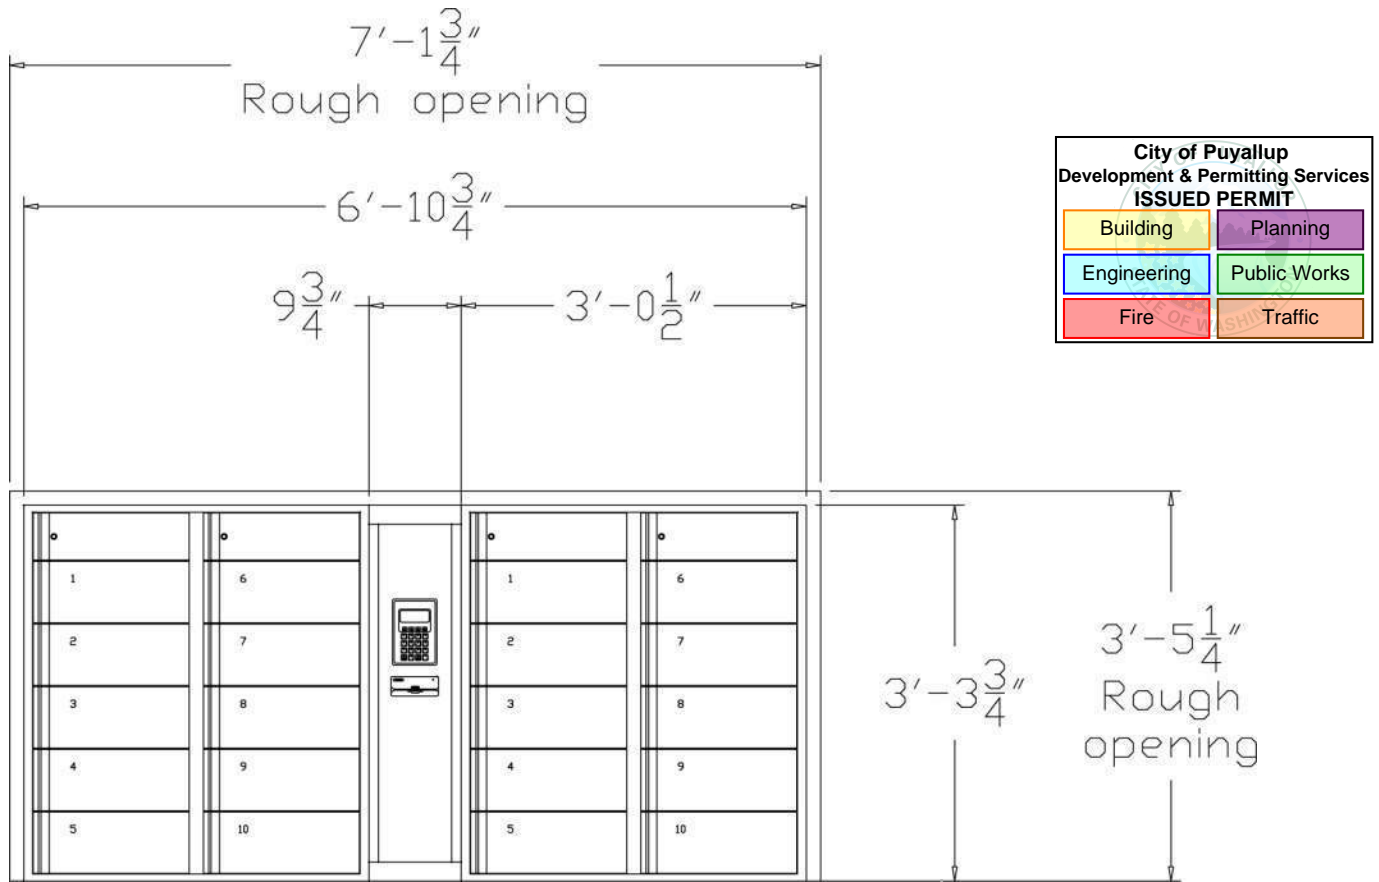 7'-1 3/4"
Rough opening
6'-10 3/4"
9 3/4"
3'-0 1/2"
City of Puyallup
Development & Permitting Services
ISSUED PERMIT
Building
Planning
Engineering
Public Works
Fire
Traffic
1
6
1
6
2
7
2
7
3
8
3
8
4
9
4
9
5
10
5
10
3'-3 3/4"
3'-5 1/4"
Rough
opening